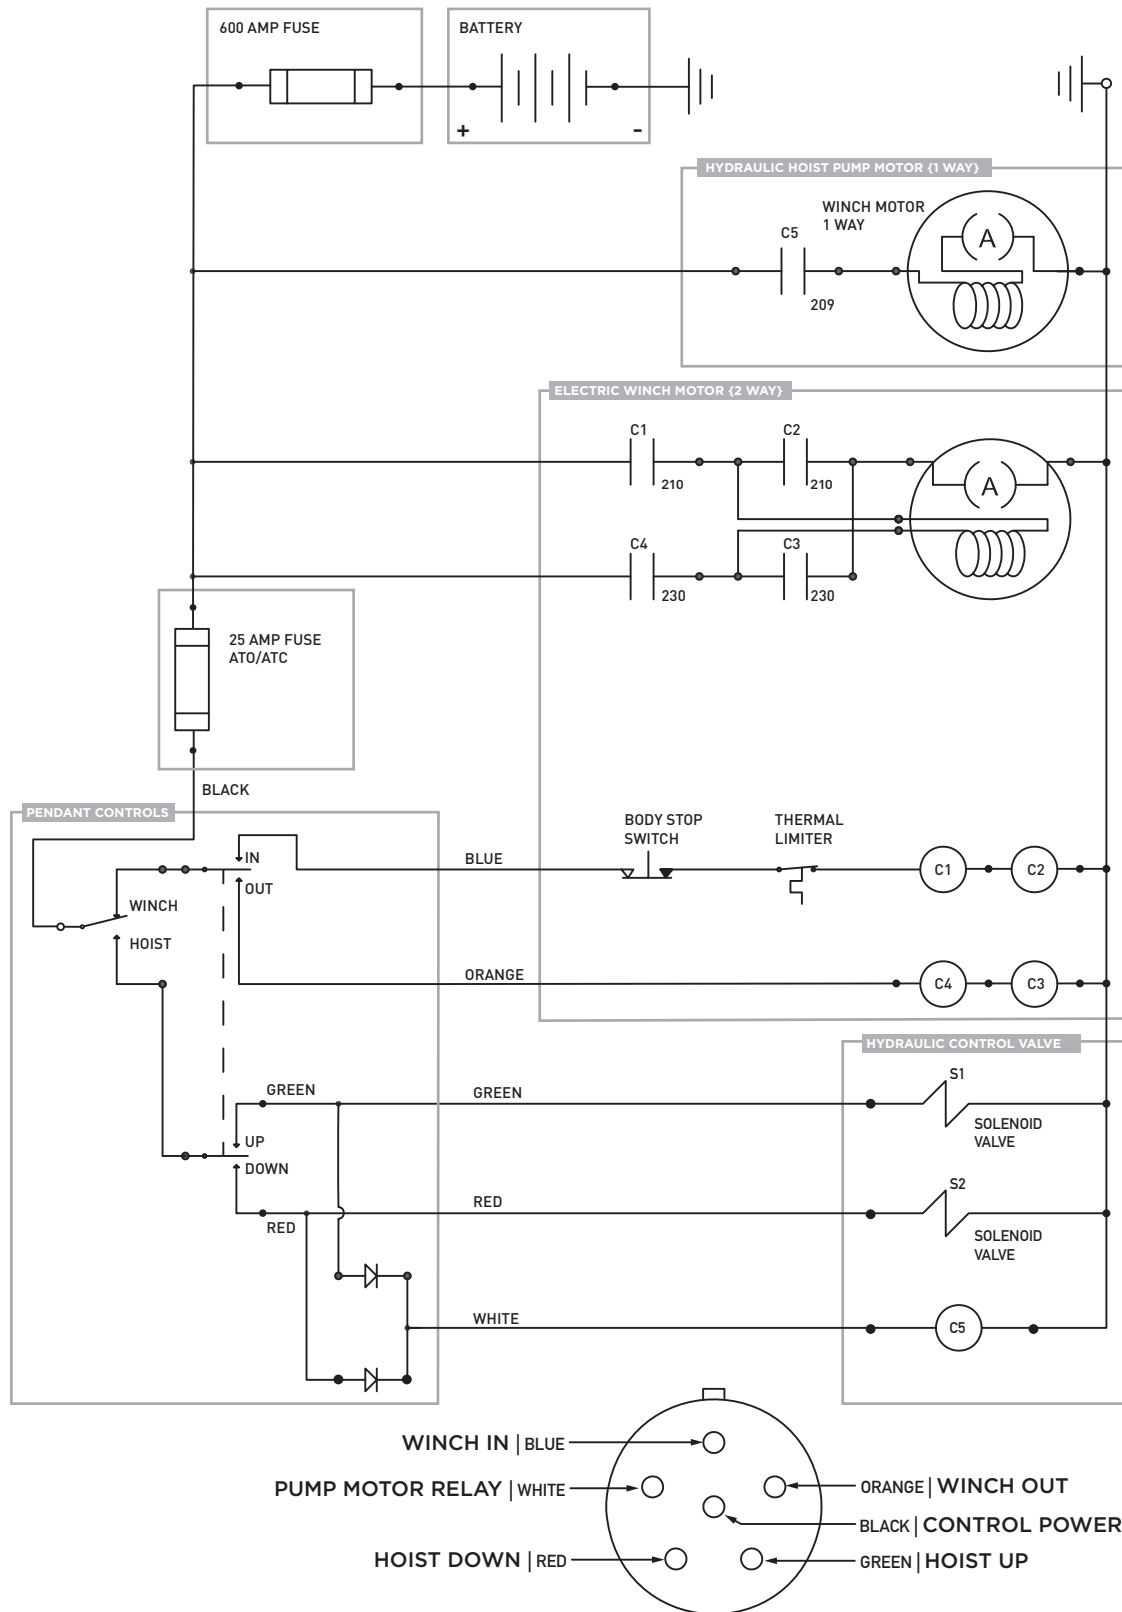 600 AMP FUSE
BATTERY
+
-
HYDRAULIC HOIST PUMP MOTOR {1 WAY}
WINCH MOTOR
1 WAY
C5
209
A
ELECTRIC WINCH MOTOR {2 WAY}
C1
210
C2
210
A
C4
230
C3
230
25 AMP FUSE
ATO/ATC
BLACK
PENDANT CONTROLS
IN
OUT
WINCH
HOIST
BLUE
BODY STOP
SWITCH
THERMAL
LIMITER
C1
C2
ORANGE
C4
C3
HYDRAULIC CONTROL VALVE
GREEN
GREEN
S1
SOLENOID
VALVE
UP
DOWN
RED
RED
S2
SOLENOID
VALVE
WHITE
C5
WINCH IN | BLUE
PUMP MOTOR RELAY | WHITE
HOIST DOWN | RED
ORANGE | WINCH OUT
BLACK | CONTROL POWER
GREEN | HOIST UP